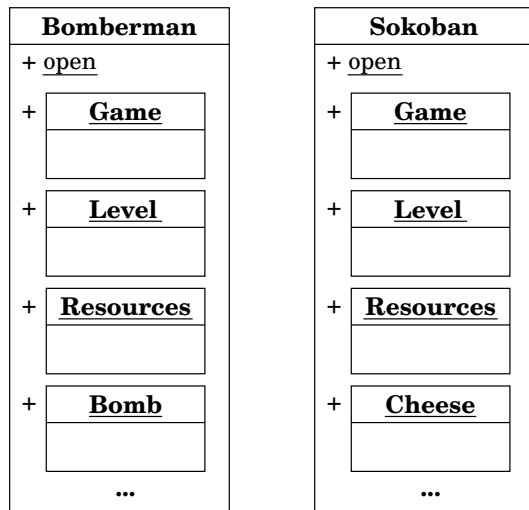 Bomberman
+ open
+ Game
+ Level
+ Resources
+ Bomb
...
Sokoban
+ open
+ Game
+ Level
+ Resources
+ Cheese
...